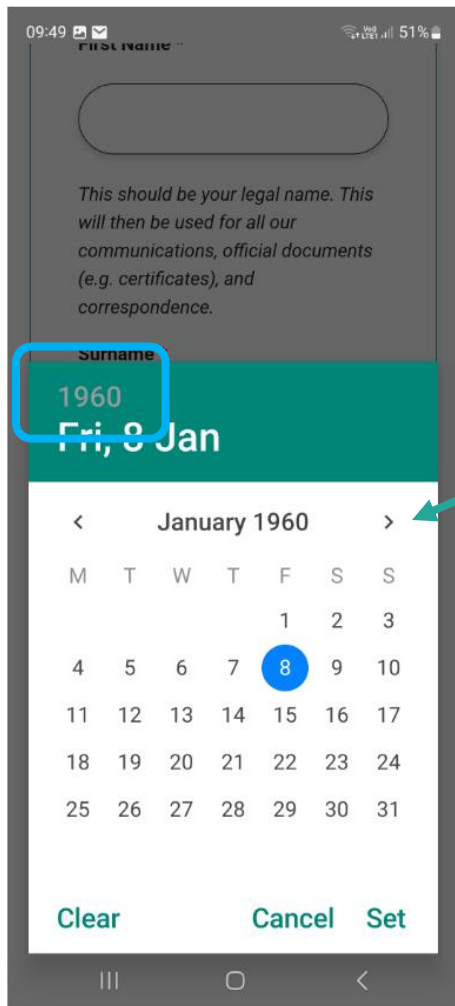 09:49 51%
First Name *
This should be your legal name. This
will then be used for all our
communications, official documents
(e.g. certificates), and
correspondence.
Surname
1960
Fri, 8 Jan
January 1960
M T W T F S S
1 2 3
4 5 6 7 8 9 10
11 12 13 14 15 16 17
18 19 20 21 22 23 24
25 26 27 28 29 30 31
Clear Cancel Set